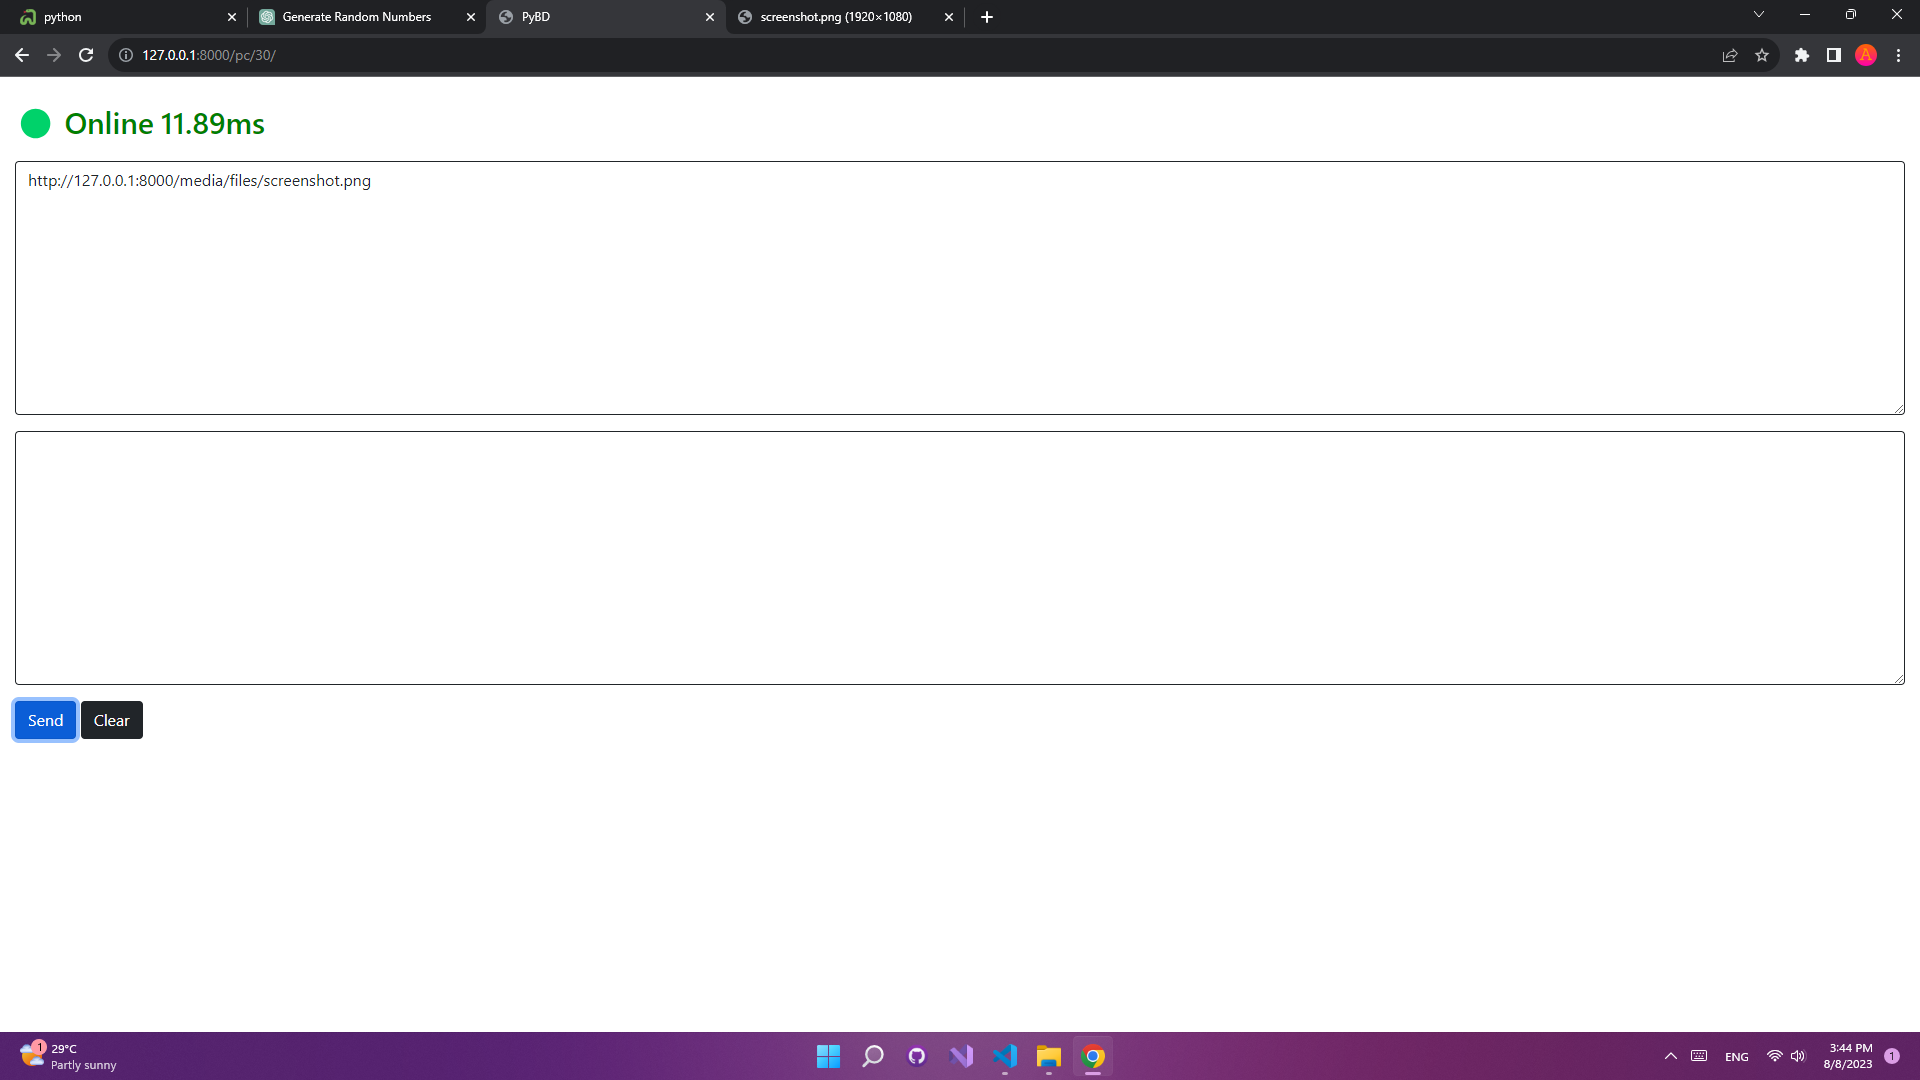 python
Generate Random Numbers
PyBD
screenshot.png (1920×1080)
127.0.0.1:8000/pc/30/
A
Online 11.89ms
http://127.0.0.1:8000/media/files/screenshot.png
Send
Clear
1
29°C
Partly sunny
ENG
3:44 PM
8/8/2023
1